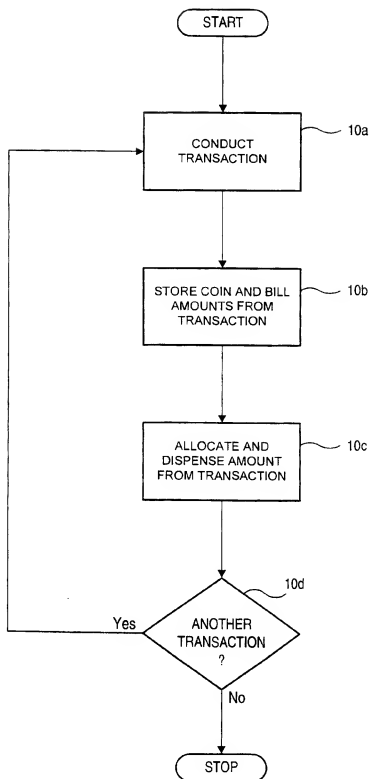 START
CONDUCT
TRANSACTION
10a
STORE COIN AND BILL
AMOUNTS FROM
TRANSACTION
10b
ALLOCATE AND
DISPENSE AMOUNT
FROM TRANSACTION
10c
10d
ANOTHER
TRANSACTION
?
Yes
No
STOP